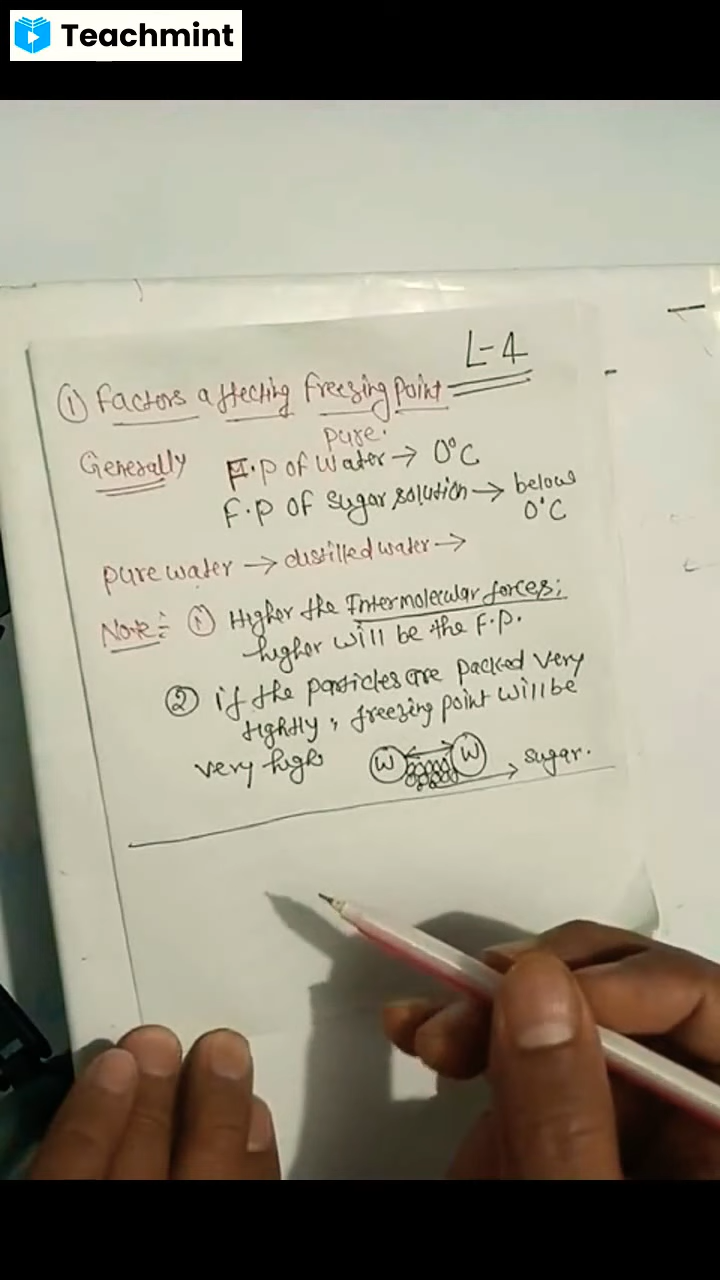 Teachmint
L-4
① Factors affecting freezing Point
pure.
Generally F.p of water → 0°C
F.p of sugar solution → below
0°C
pure water → distilled water →
Note:- ① Higher the Intermolecular forces;
higher will be the F.p.
② if the particles are packed very
tightly, freezing point will be
very high
W W → sugar.